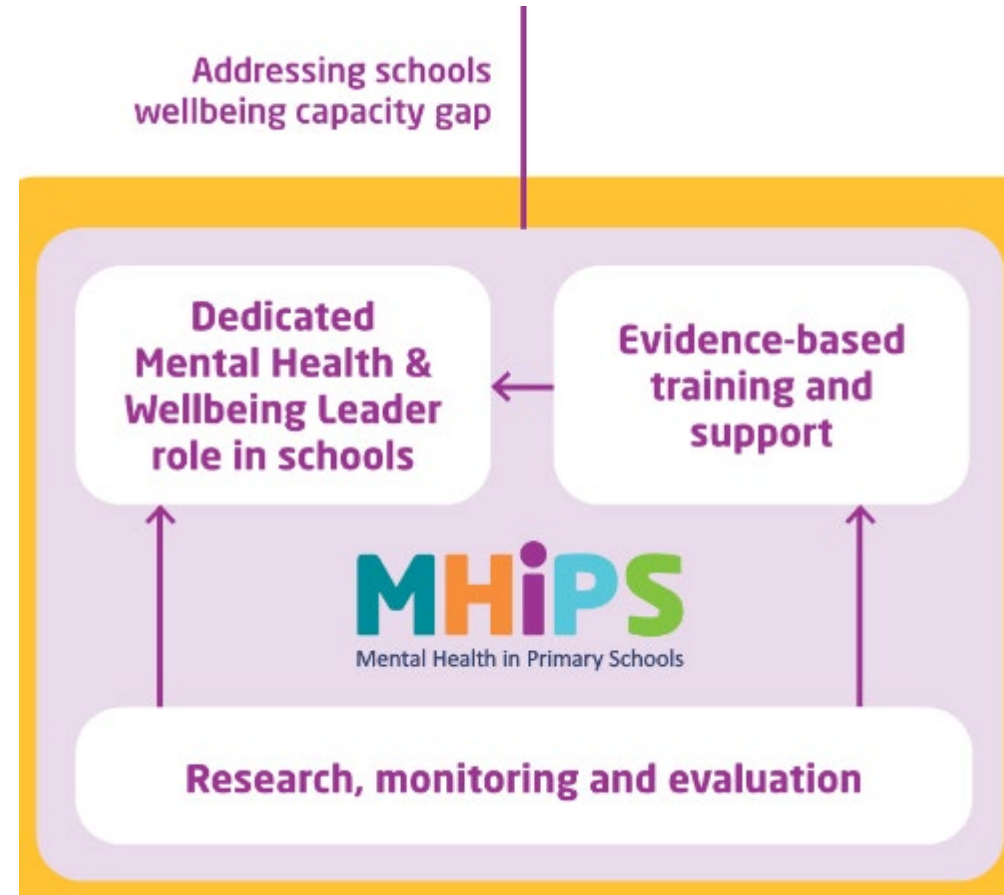 Addressing schools
wellbeing capacity gap
Dedicated
Mental Health &
Wellbeing Leader
role in schools
Evidence-based
training and
support
MHiPS
Mental Health in Primary Schools
Research, monitoring and evaluation